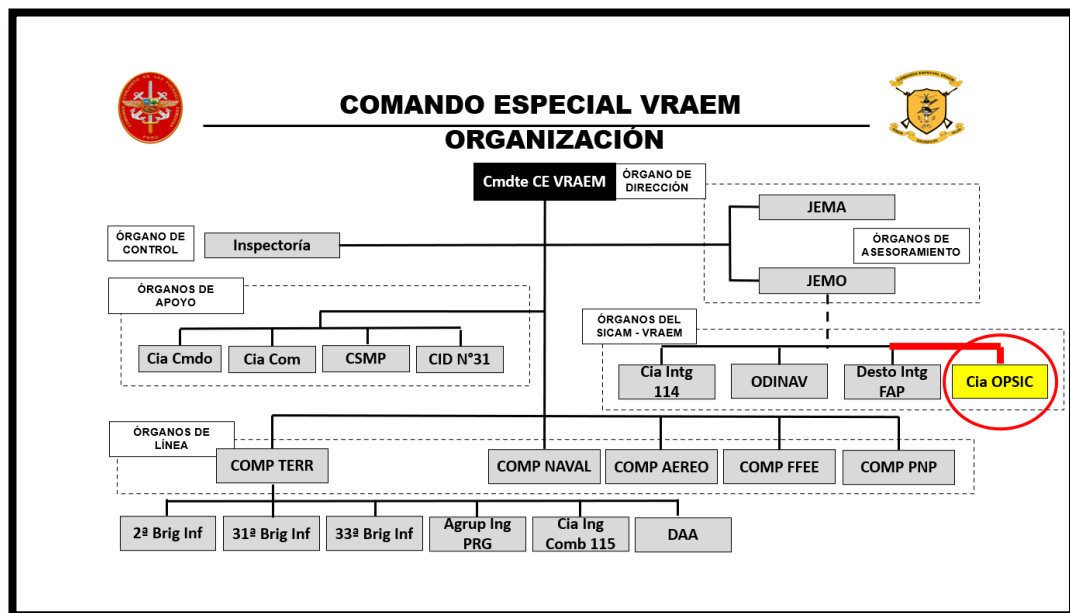 COMANDO ESPECIAL VRAEM
ORGANIZACIÓN
Cmdte CE VRAEM
ÓRGANO DE
DIRECCIÓN
JEMA
ÓRGANO DE
CONTROL
Inspectoría
ÓRGANOS DE
ASESORAMIENTO
JEMO
ÓRGANOS DE
APOYO
Cia Cmdo
Cia Com
CSMP
CID N°31
ÓRGANOS DEL
SICAM - VRAEM
Cia Intg
114
ODINAV
Desto Intg
FAP
Cia OPSIC
ÓRGANOS DE
LÍNEA
COMP TERR
COMP NAVAL
COMP AEREO
COMP FFEE
COMP PNP
2ª Brig Inf
31ª Brig Inf
33ª Brig Inf
Agrup Ing
PRG
Cia Ing
Comb 115
DAA